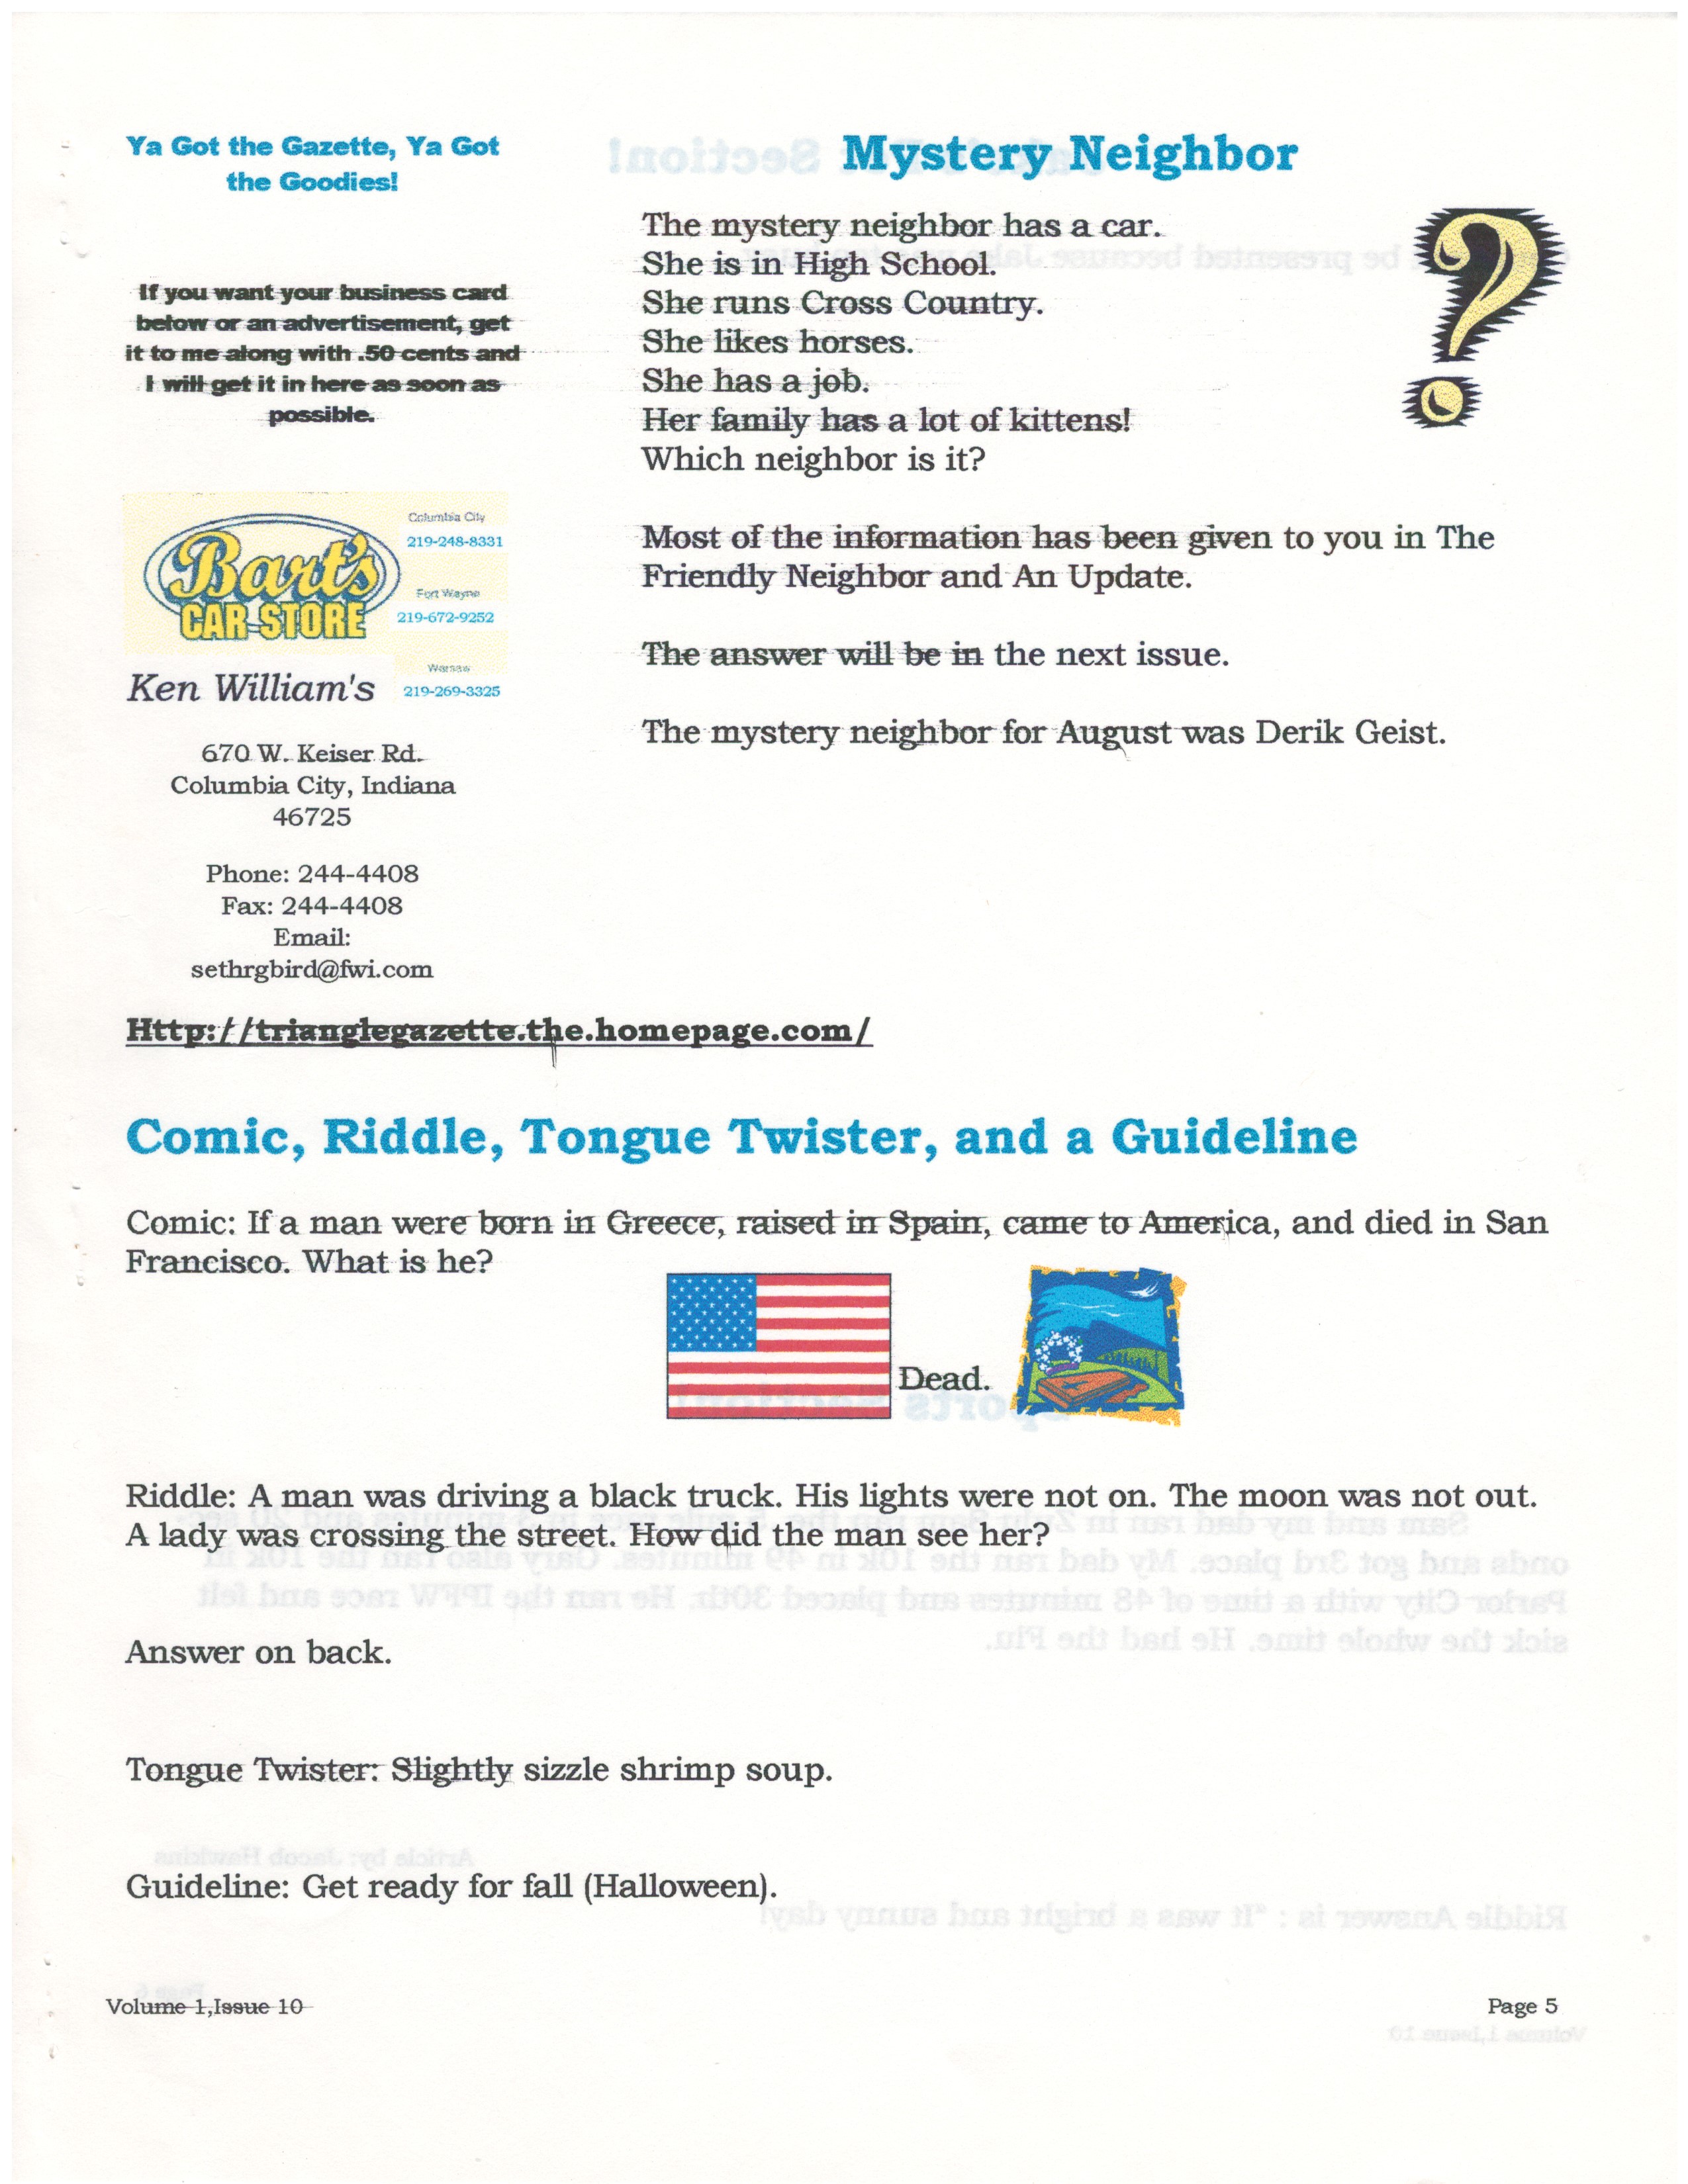 Ya Got the Gazette, Ya Got
the Goodies!
If you want your business card
below or an advertisement, get
it to me along with .50 cents and
I will get it in here as soon as
possible.
Bart's
CAR STORE
Columbia City
219-248-8331
Fort Wayne
219-672-9252
Warsaw
219-269-3325
Ken William's
670 W. Keiser Rd.
Columbia City, Indiana
46725
Phone: 244-4408
Fax: 244-4408
Email:
sethrgbird@fwi.com
Http://trianglegazette.the.homepage.com/
Mystery Neighbor
The mystery neighbor has a car.
She is in High School.
She runs Cross Country.
She likes horses.
She has a job.
Her family has a lot of kittens!
Which neighbor is it?
Most of the information has been given to you in The
Friendly Neighbor and An Update.
The answer will be in the next issue.
The mystery neighbor for August was Derik Geist.
Comic, Riddle, Tongue Twister, and a Guideline
Comic: If a man were born in Greece, raised in Spain, came to America, and died in San
Francisco. What is he?
Dead.
Riddle: A man was driving a black truck. His lights were not on. The moon was not out.
A lady was crossing the street. How did the man see her?
Answer on back.
Tongue Twister: Slightly sizzle shrimp soup.
Guideline: Get ready for fall (Halloween).
Volume 1,Issue 10
Page 5